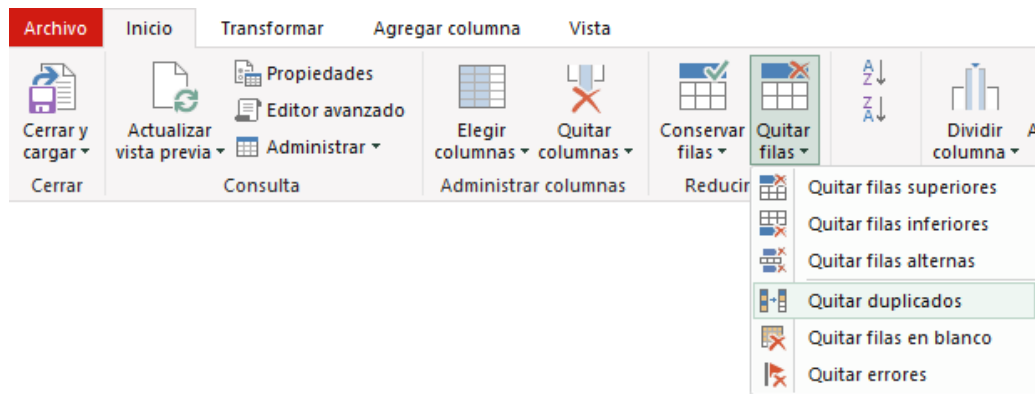 Archivo Inicio Transformar Agregar columna Vista
Propiedades
Editor avanzado
Administrar
Cerrar y
cargar
Actualizar
vista previa
Elegir
columnas
Quitar
columnas
Conservar
filas
Quitar
filas
A
Z
Z
A
Dividir
columna
Cerrar Consulta Administrar columnas Reducir
Quitar filas superiores
Quitar filas inferiores
Quitar filas alternas
Quitar duplicados
Quitar filas en blanco
Quitar errores